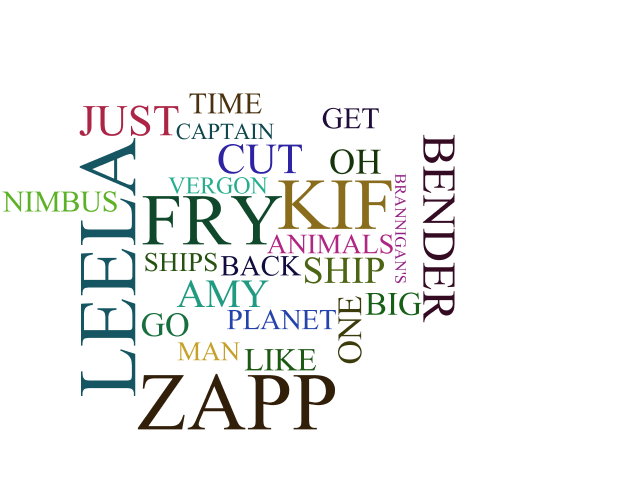 TIME
JUST
GET
CAPTAIN
CUT
OH
VERGON
NIMBUS
LEELA
FRY
KIF
BRANNIGAN'S
BENDER
ANIMALS
SHIPS
BACK
SHIP
AMY
BIG
GO
PLANET
ONE
MAN
LIKE
ZAPP